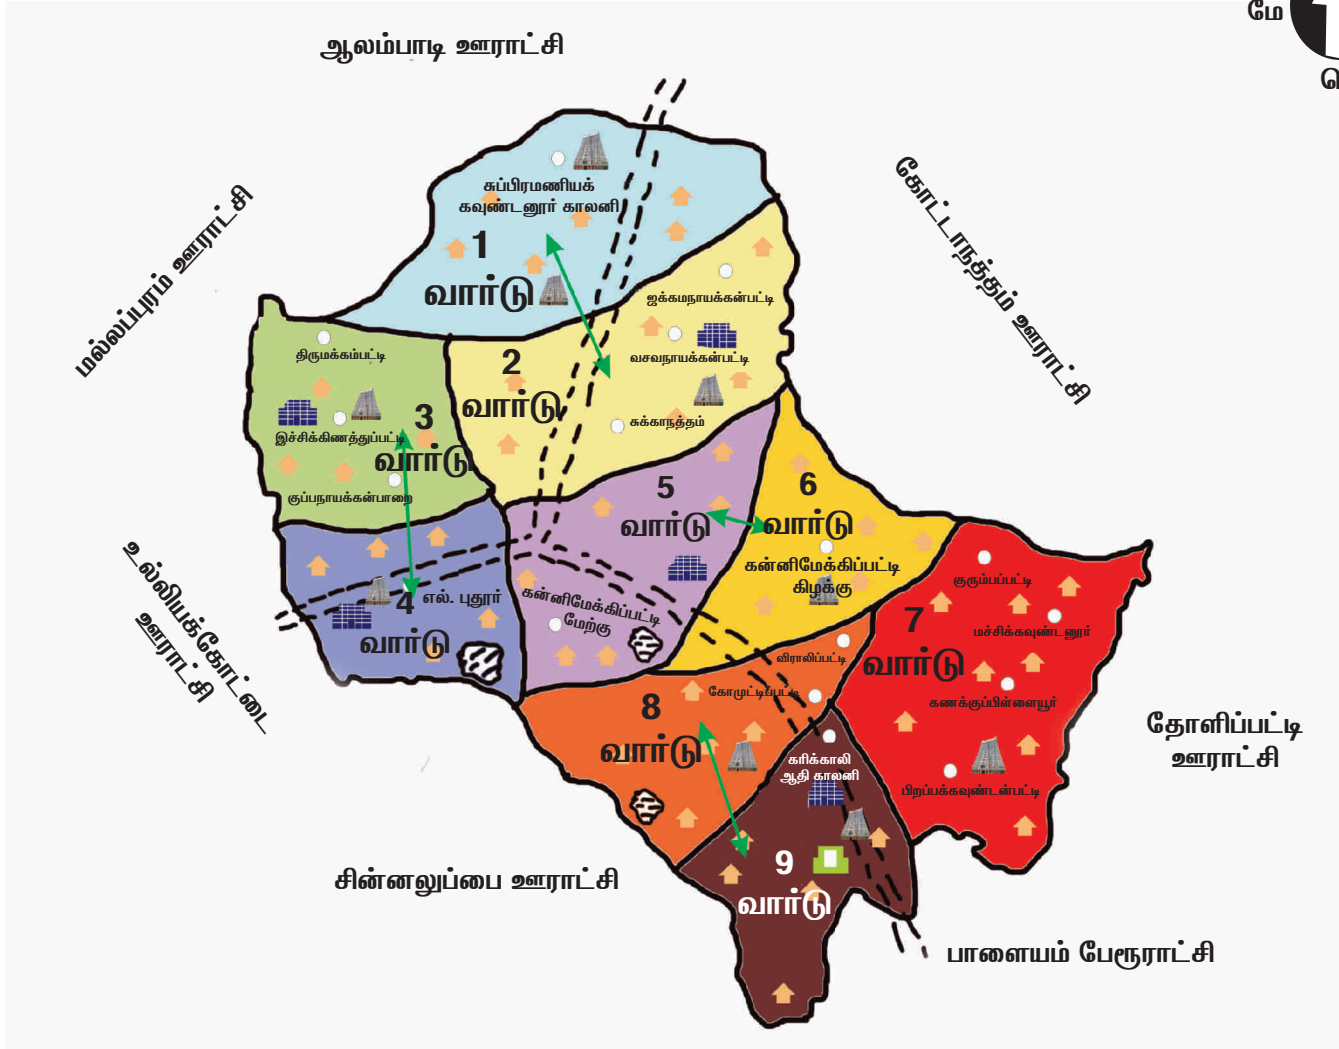 மே
ஆலம்பாடி ஊராட்சி
மல்லப்புரம் ஊராட்சி
கோட்டாநத்தம் ஊராட்சி
சுப்பிரமணியக்
கவுண்டனூர் காலனி
1
வார்டு
ஜக்கமநாயக்கன்பட்டி
வசவநாயக்கன்பட்டி
2
வார்டு
சுக்காநத்தம்
திருமக்கம்பட்டி
இச்சிக்கிணத்துப்பட்டி
3
வார்டு
குப்பநாயக்கன்பாறை
5
வார்டு
கன்னிமேக்கிப்பட்டி
மேற்கு
6
வார்டு
கன்னிமேக்கிப்பட்டி
கிழக்கு
உல்லியக்கோட்டை
ஊராட்சி
4
எல். புதூர்
வார்டு
குரும்பப்பட்டி
7
மச்சிக்கவுண்டனூர்
வார்டு
கணக்குப்பிள்ளையூர்
பிறப்பக்கவுண்டன்பட்டி
விராலிப்பட்டி
கோமுட்டிப்பட்டி
8
வார்டு
தோளிப்பட்டி
ஊராட்சி
கரிக்காலி
ஆதி காலனி
9
வார்டு
சின்னலுப்பை ஊராட்சி
பாளையம் பேரூராட்சி